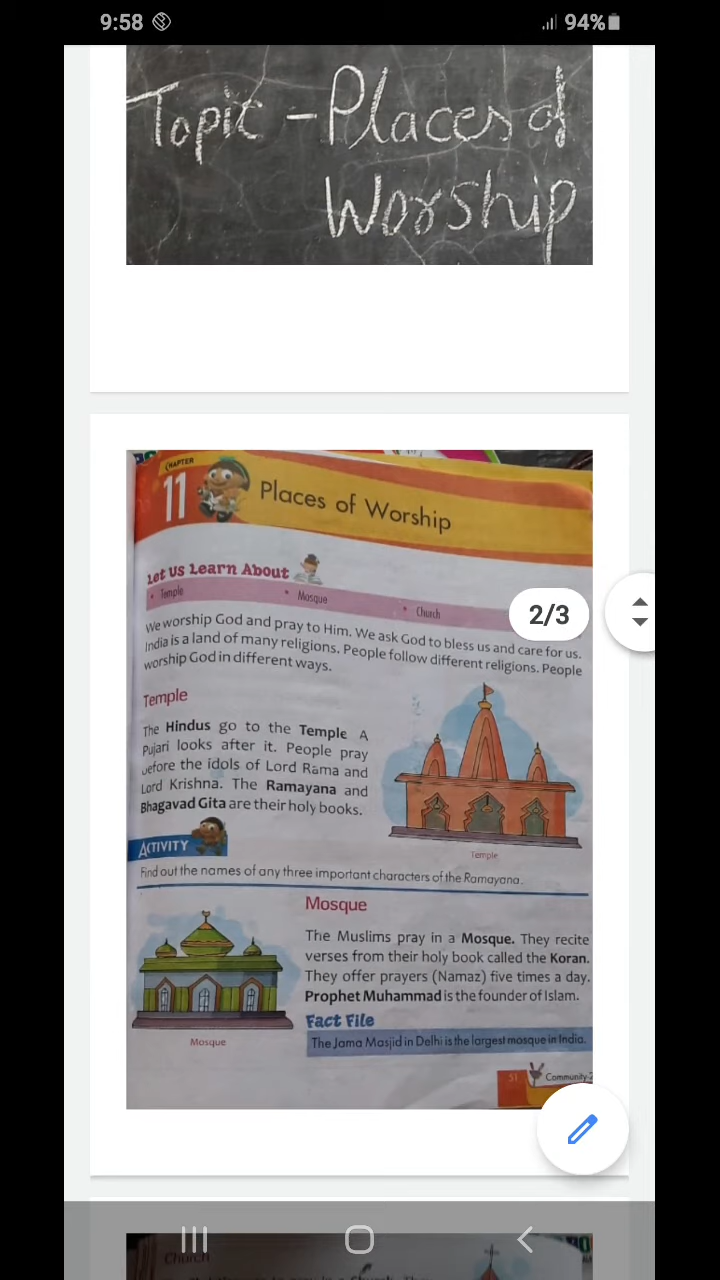 9:58
94%
Topic - Places of
Worship
CHAPTER
11
Places of Worship
Let Us Learn About
• Temple • Mosque • Church
2/3
We worship God and pray to Him. We ask God to bless us and care for us.
India is a land of many religions. People follow different religions. People
worship God in different ways.
Temple
The Hindus go to the Temple A
Pujari looks after it. People pray
before the idols of Lord Rama and
Lord Krishna. The Ramayana and
Bhagavad Gita are their holy books.
Temple
ACTIVITY
Find out the names of any three important characters of the Ramayana.
Mosque
The Muslims pray in a Mosque. They recite
verses from their holy book called the Koran.
They offer prayers (Namaz) five times a day.
Prophet Muhammad is the founder of Islam.
Mosque
Fact File
The Jama Masjid in Delhi is the largest mosque in India.
51
Community
Church